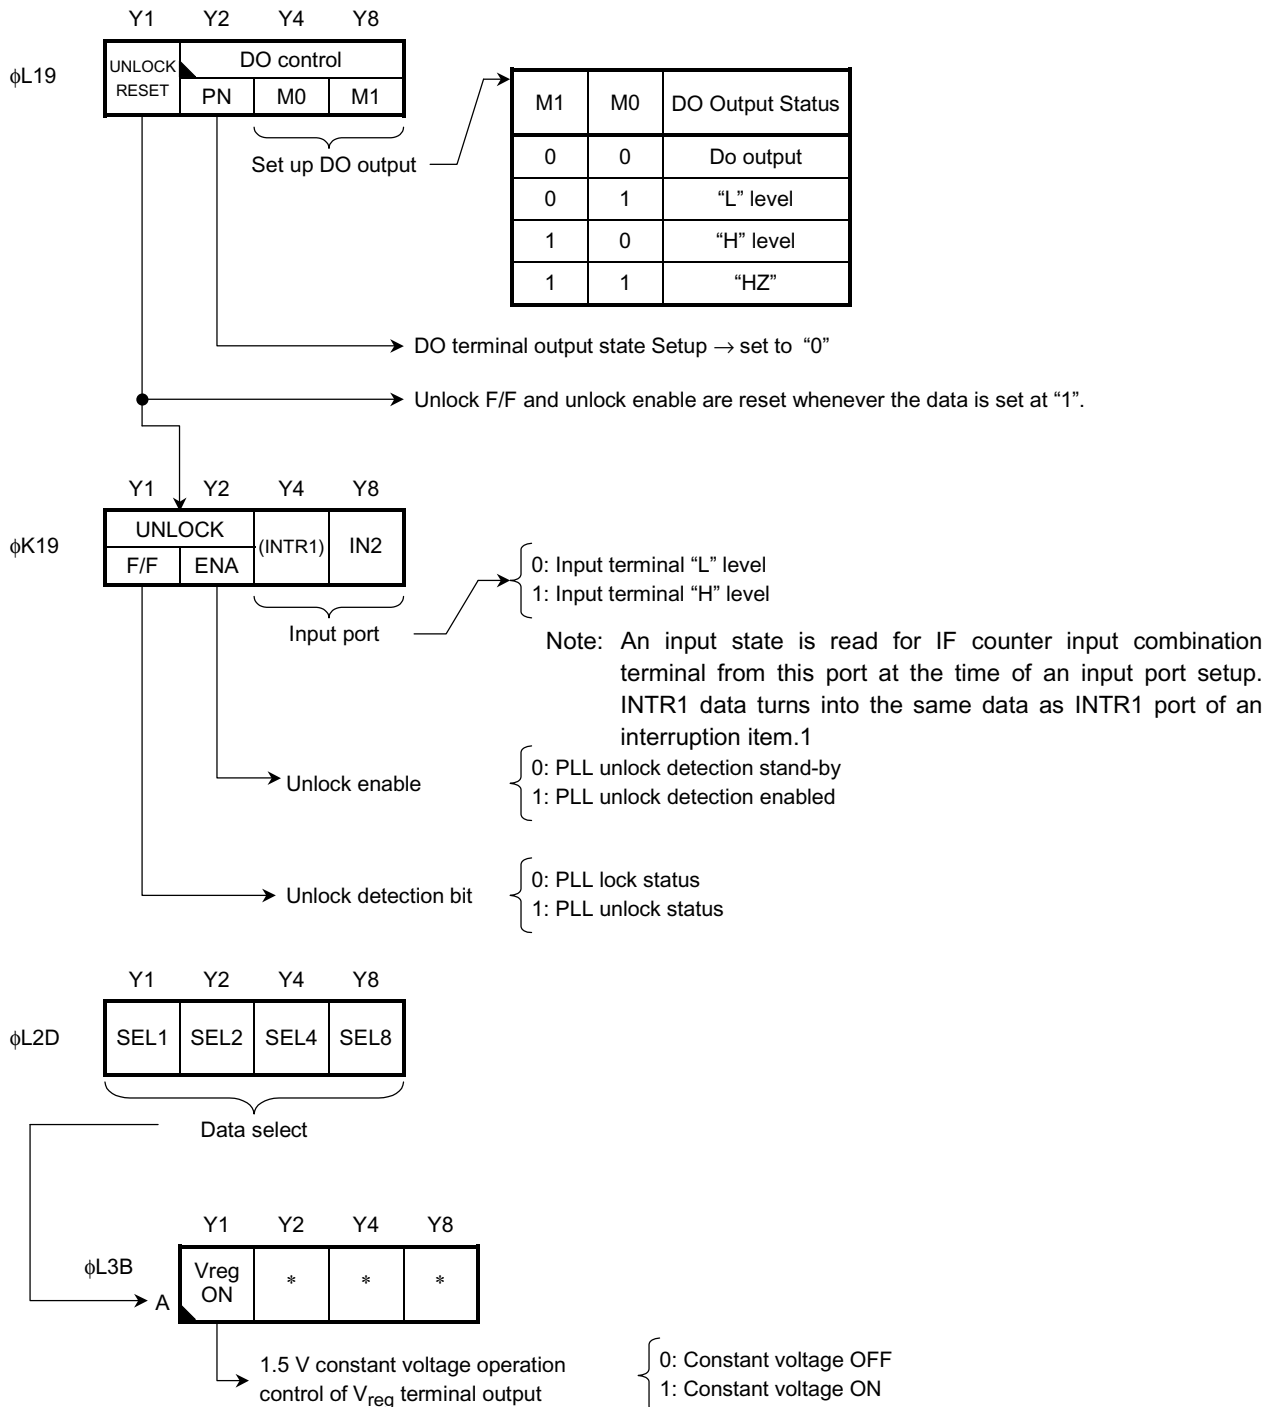 Y1 Y2 Y4 Y8
ϕL19
UNLOCK RESET
DO control
PN M0 M1
Set up DO output
M1 M0 DO Output Status
0 0 Do output
0 1 “L” level
1 0 “H” level
1 1 “HZ”
DO terminal output state Setup → set to “0”
Unlock F/F and unlock enable are reset whenever the data is set at “1”.
Y1 Y2 Y4 Y8
ϕK19
UNLOCK
F/F ENA
(INTR1) IN2
Input port
0: Input terminal “L” level
1: Input terminal “H” level
Note: An input state is read for IF counter input combination
terminal from this port at the time of an input port setup.
INTR1 data turns into the same data as INTR1 port of an
interruption item.1
Unlock enable
0: PLL unlock detection stand-by
1: PLL unlock detection enabled
Unlock detection bit
0: PLL lock status
1: PLL unlock status
Y1 Y2 Y4 Y8
ϕL2D
SEL1 SEL2 SEL4 SEL8
Data select
Y1 Y2 Y4 Y8
ϕL3B
A
Vreg
ON
* * *
1.5 V constant voltage operation
control of Vreg terminal output
0: Constant voltage OFF
1: Constant voltage ON